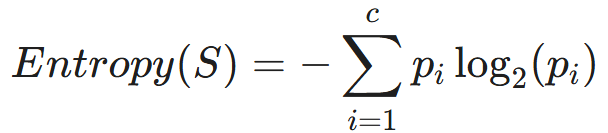 Entropy(S) = − ∑_{i=1}^{c} p_i log_2(p_i)